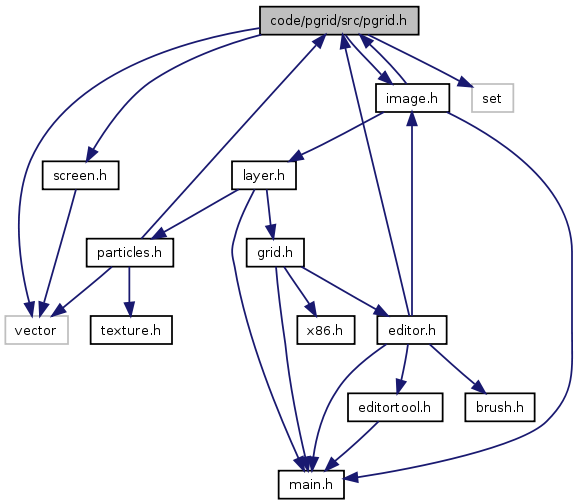 code/pgrid/src/pgrid.h
image.h
set
screen.h
layer.h
particles.h
grid.h
vector
texture.h
x86.h
editor.h
editortool.h
brush.h
main.h